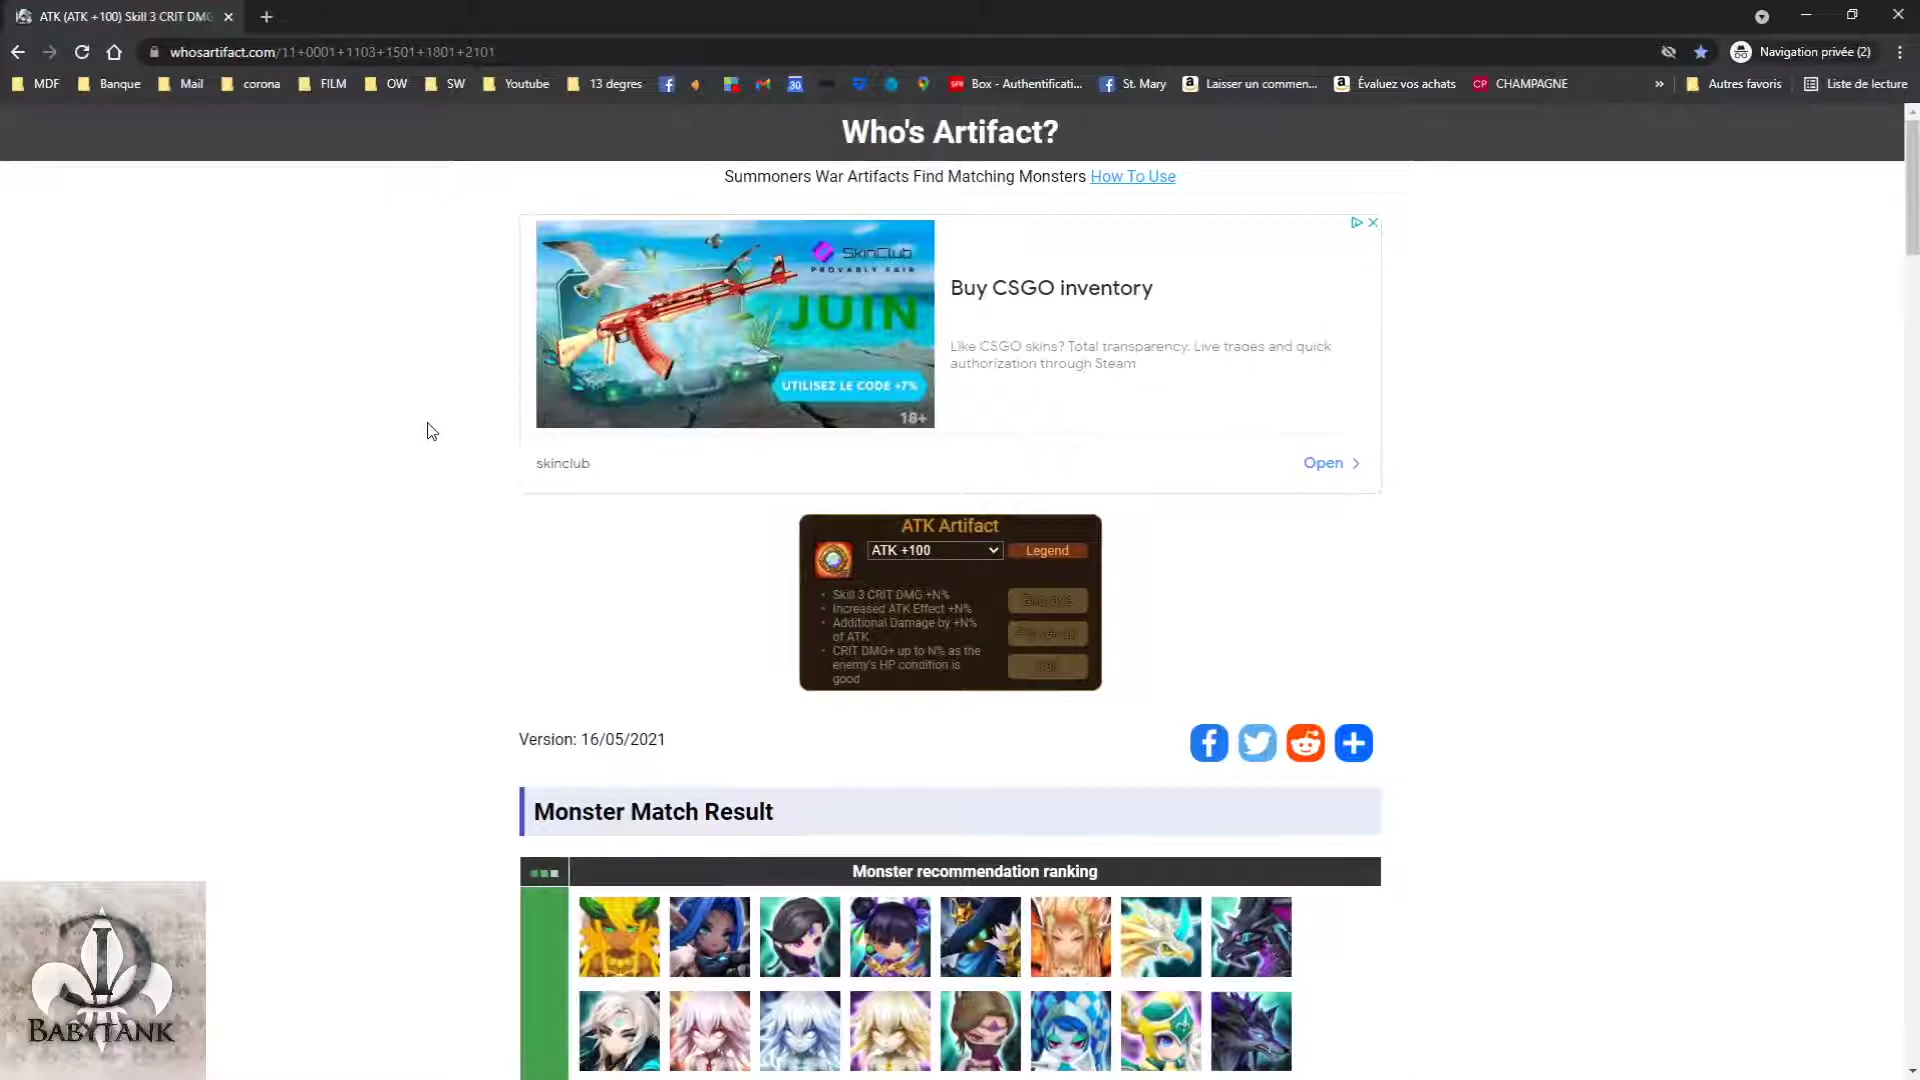 ATK (ATK +100) Skill 3 CRIT DMG
whosartifact.com/11+0001+1103+1501+1801+2101
Navigation privée (2)
MDF Banque Mail corona FILM OW SW Youtube 13 degres Box - Authentificati... St. Mary Laisser un commen... Évaluez vos achats CHAMPAGNE » Autres favoris Liste de lecture
Who's Artifact?
Summoners War Artifacts Find Matching Monsters How To Use
SKINCLUB
PROVABLY FAIR
JUIN
UTILISEZ LE CODE +7%
18+
Buy CSGO inventory
Like CSGO skins? Total transparency. Live trades and quick
authorization through Steam
skinclub
Open
ATK Artifact
ATK +100
Legend
• Skill 3 CRIT DMG +N%
• Increased ATK Effect +N%
• Additional Damage by +N%
of ATK
• CRIT DMG+ up to N% as the
enemy's HP condition is
good
Engrave
Power-up
Sell
Version: 16/05/2021
Monster Match Result
Monster recommendation ranking
BABYTANK